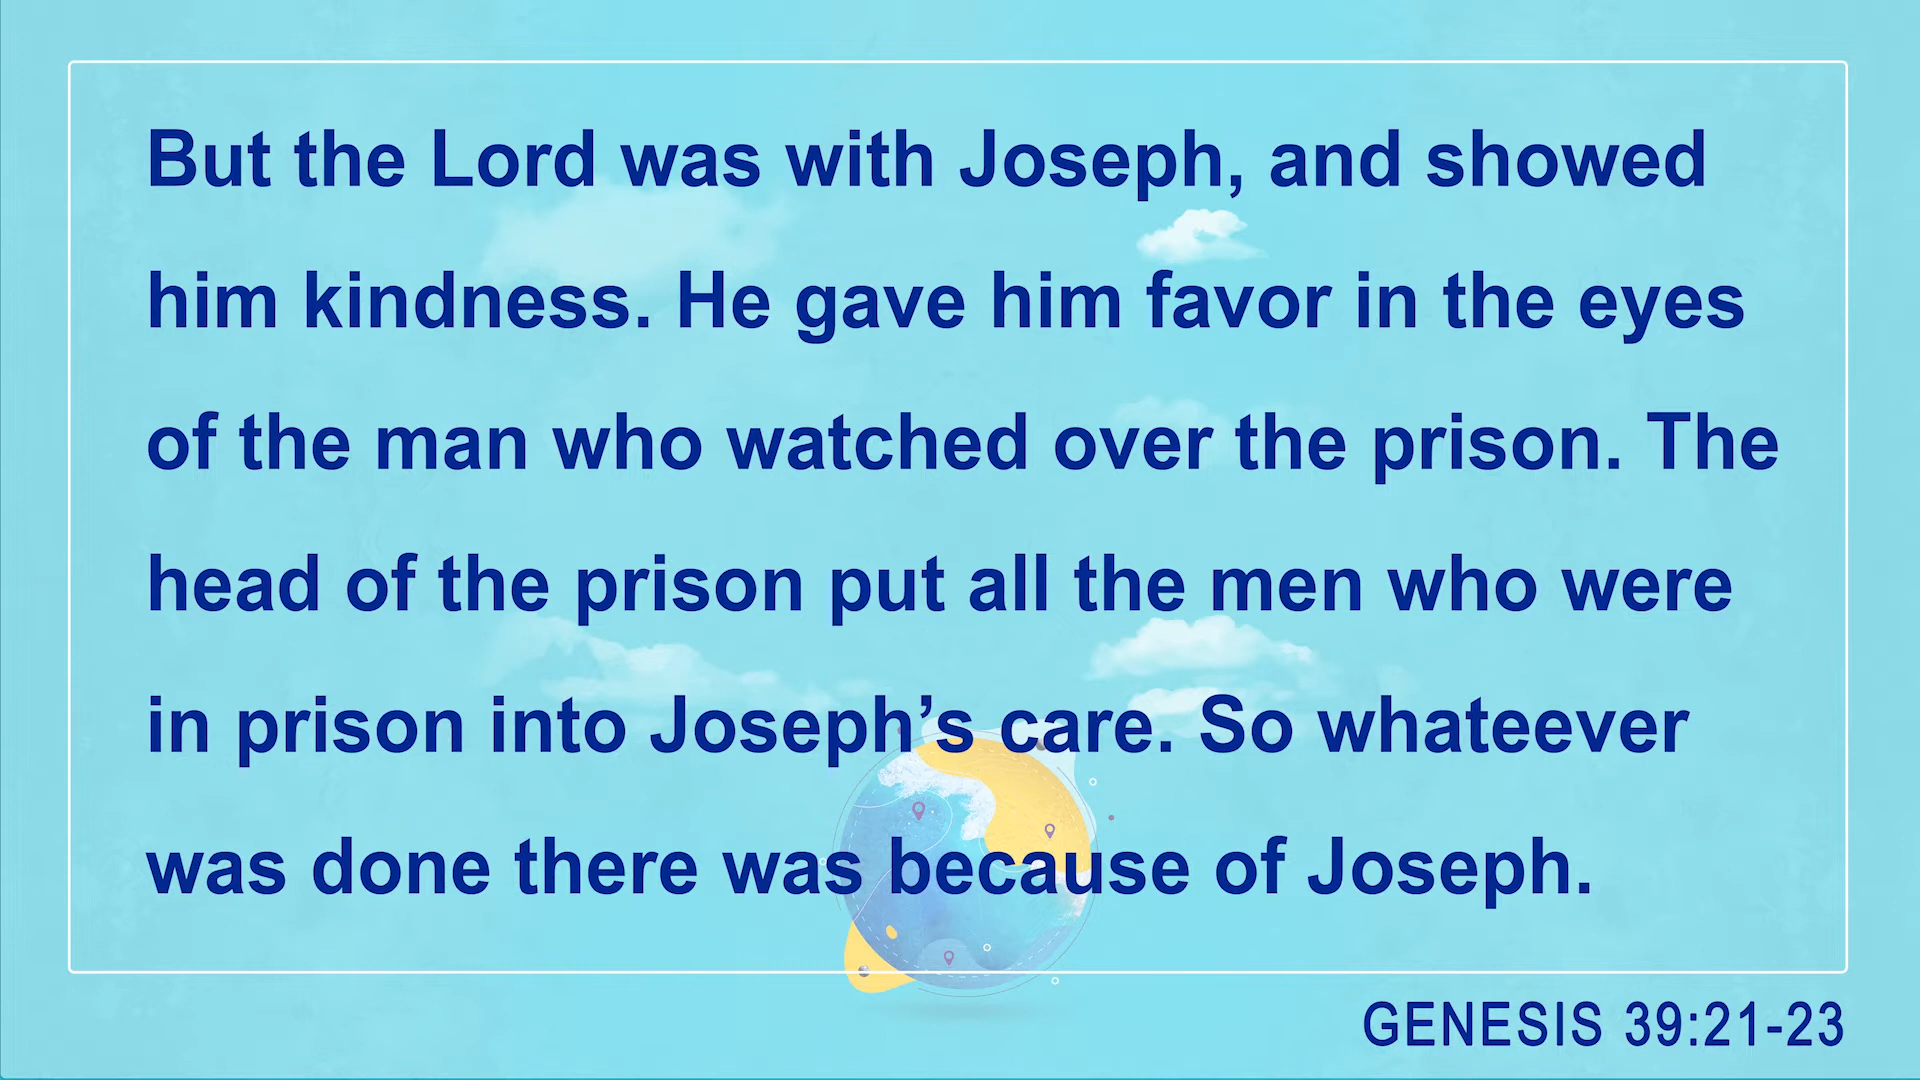 But the Lord was with Joseph, and showed
him kindness. He gave him favor in the eyes
of the man who watched over the prison. The
head of the prison put all the men who were
in prison into Joseph’s care. So whateever
was done there was because of Joseph.
GENESIS 39:21-23